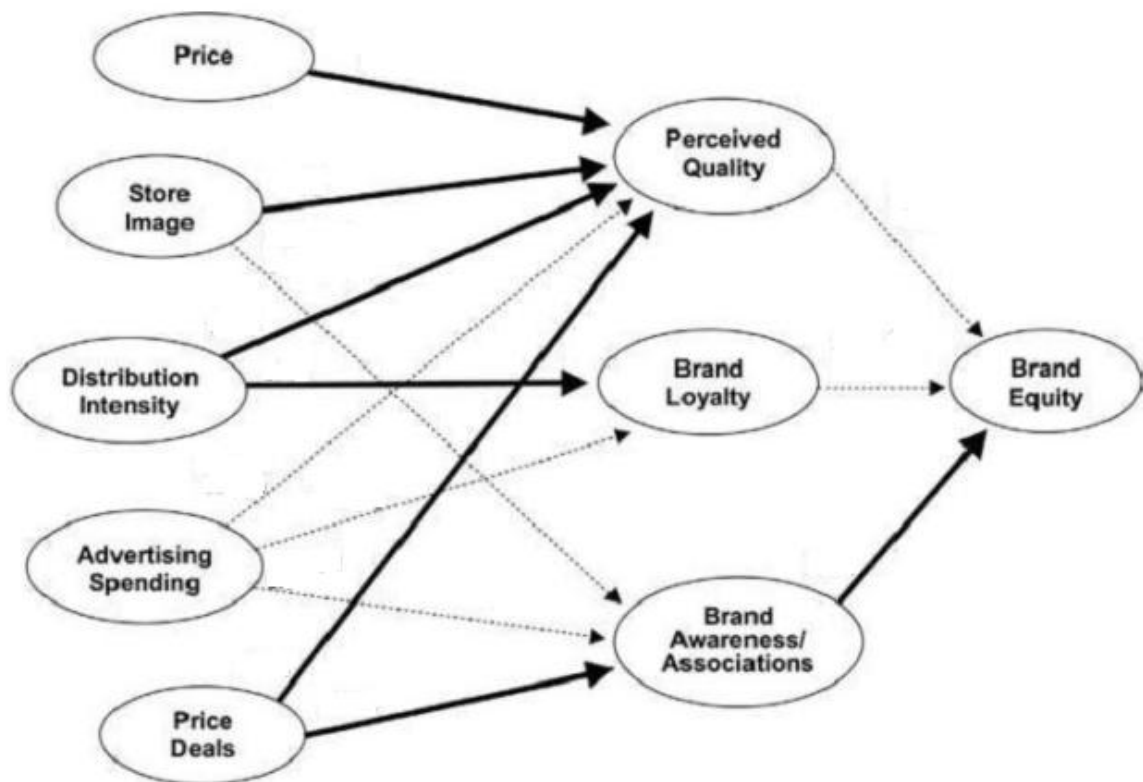 Price
Store
Image
Distribution
Intensity
Advertising
Spending
Price
Deals
Perceived
Quality
Brand
Loyalty
Brand
Awareness/
Associations
Brand
Equity